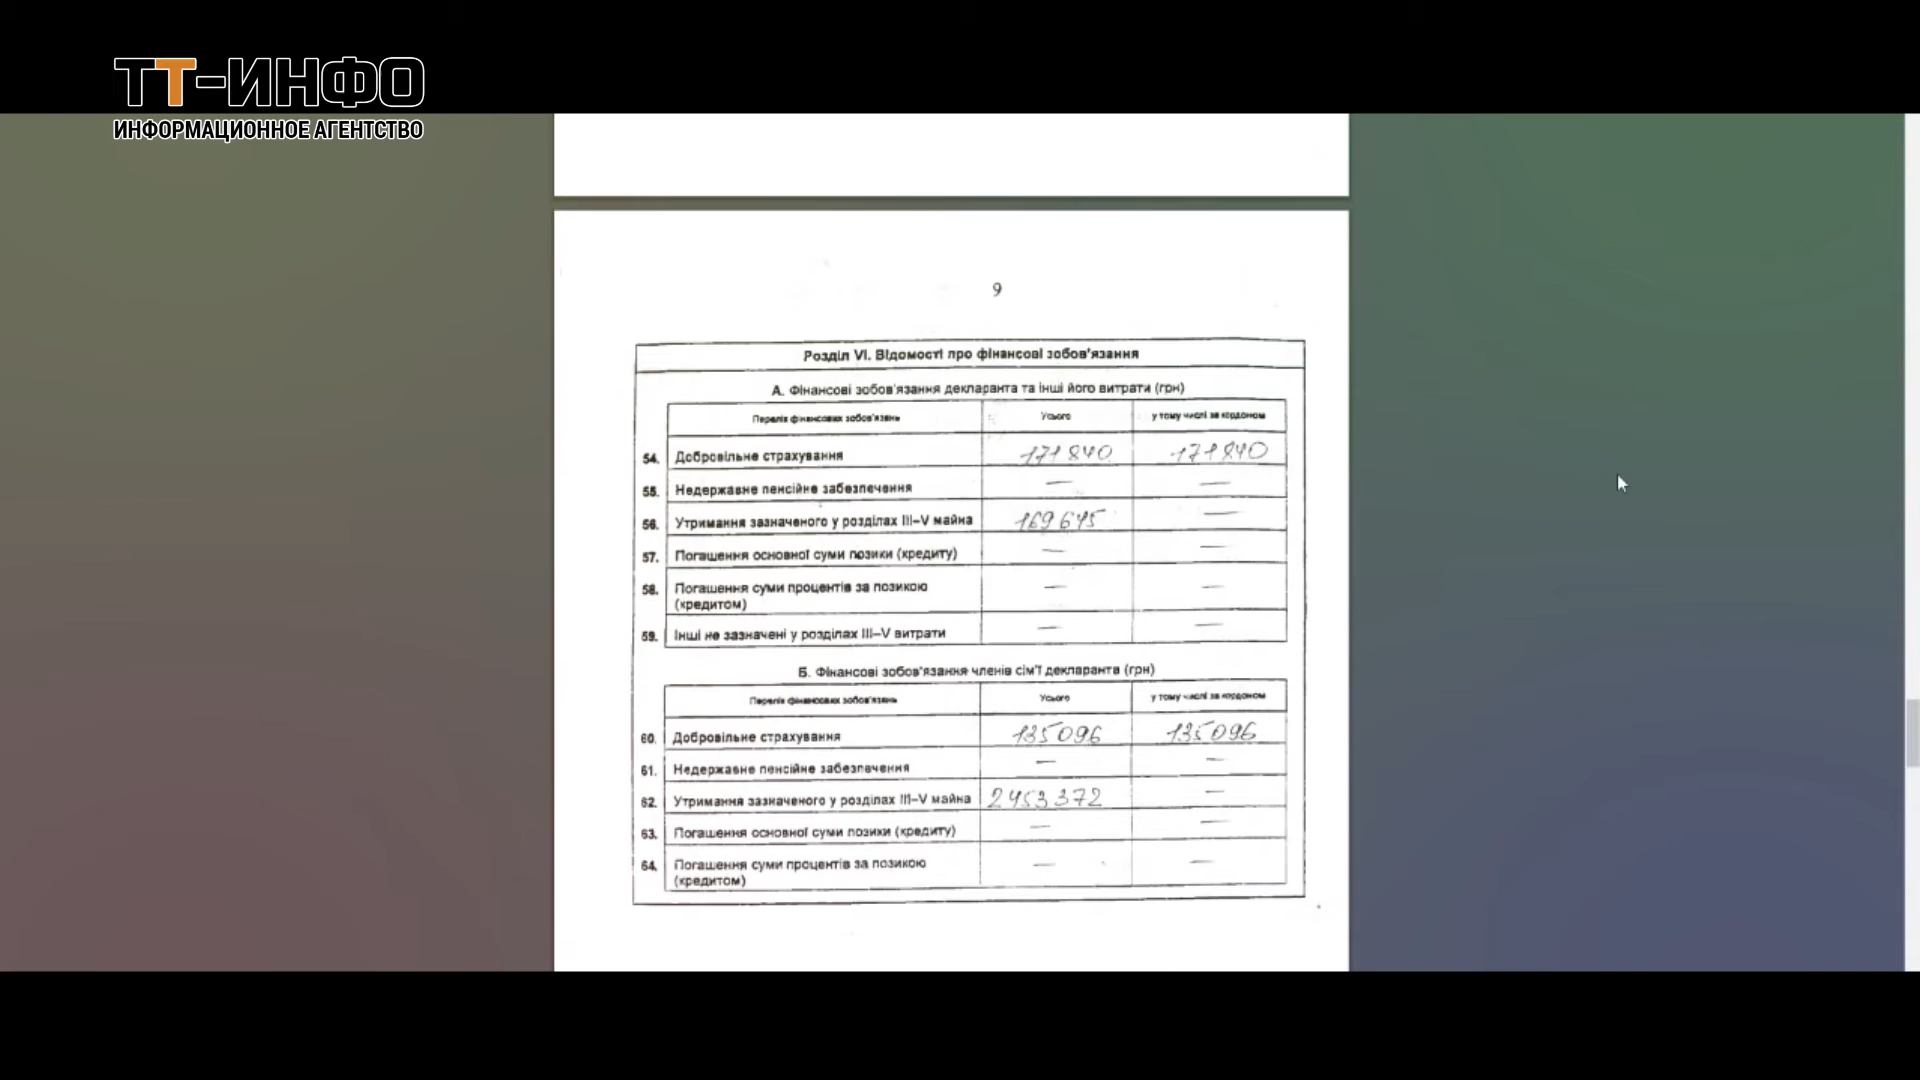 ТТ-ИНФО
ИНФОРМАЦИОННОЕ АГЕНТСТВО
9
Розділ VI. Відомості про фінансові зобов'язання
А. Фінансові зобов'язання декларанта та інші його витрати (грн)
Перелік фінансових зобов'язань Усього у тому числі за кордоном
54. Добровільне страхування 171 840 171 840
55. Недержавне пенсійне забезпечення — —
56. Утримання зазначеного у розділах III–V майна —
57. Погашення основної суми позики (кредиту) — —
58. Погашення суми процентів за позикою — —
(кредитом)
59. Інші не зазначені у розділах III–V витрати — —
Б. Фінансові зобов'язання членів сім'ї декларанта (грн)
Перелік фінансових зобов'язань Усього у тому числі за кордоном
60. Добровільне страхування 135 096 135 096
61. Недержавне пенсійне забезпечення — —
62. Утримання зазначеного у розділах III–V майна 2 453 372 —
63. Погашення основної суми позики (кредиту) — —
64. Погашення суми процентів за позикою — —
(кредитом)